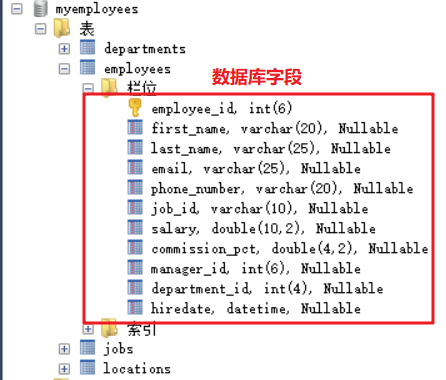 myemployees
表
departments
employees
数据库字段
栏位
employee_id, int(6)
first_name, varchar(20), Nullable
last_name, varchar(25), Nullable
email, varchar(25), Nullable
phone_number, varchar(20), Nullable
job_id, varchar(10), Nullable
salary, double(10,2), Nullable
commission_pct, double(4,2), Nullable
manager_id, int(6), Nullable
department_id, int(4), Nullable
hiredate, datetime, Nullable
索引
jobs
locations